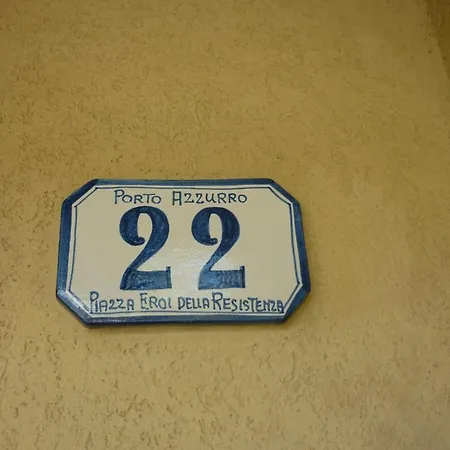 PORTO AZZURRO
22
PIAZZA EROI DELLA RESISTENZA